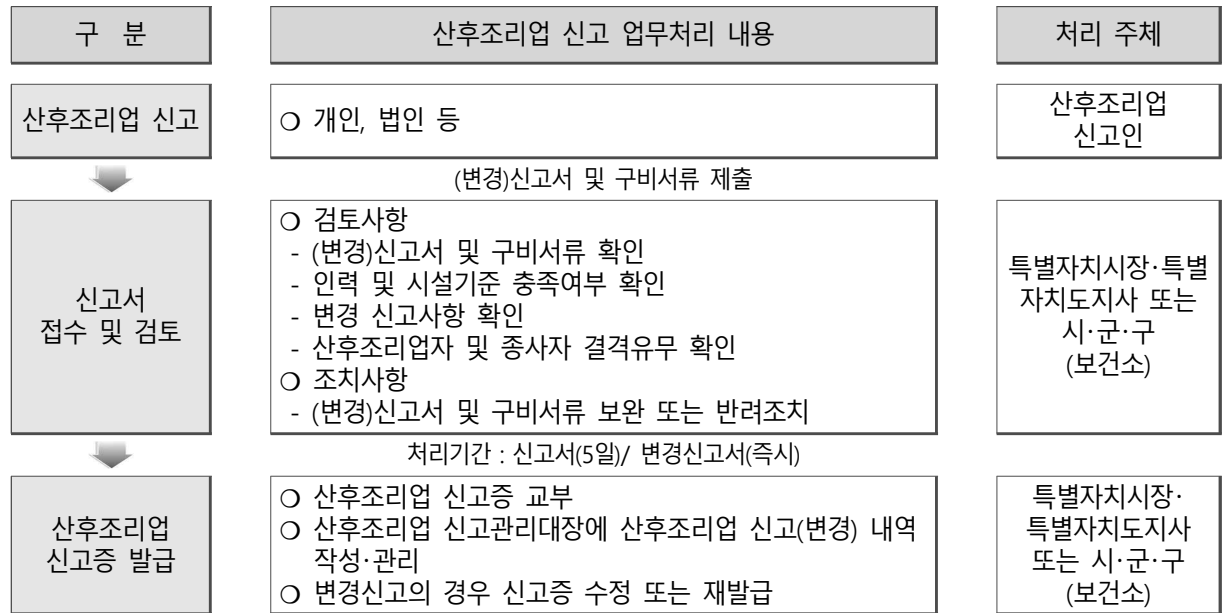 구 분
산후조리업 신고 업무처리 내용
처리 주체
산후조리업 신고
❍ 개인, 법인 등
산후조리업
신고인
(변경)신고서 및 구비서류 제출
신고서
접수 및 검토
❍ 검토사항
- (변경)신고서 및 구비서류 확인
- 인력 및 시설기준 충족여부 확인
- 변경 신고사항 확인
- 산후조리업자 및 종사자 결격유무 확인
❍ 조치사항
- (변경)신고서 및 구비서류 보완 또는 반려조치
특별자치시장·특별
자치도지사 또는
시·군·구
(보건소)
처리기간 : 신고서(5일)/ 변경신고서(즉시)
산후조리업
신고증 발급
❍ 산후조리업 신고증 교부
❍ 산후조리업 신고관리대장에 산후조리업 신고(변경) 내역
작성·관리
❍ 변경신고의 경우 신고증 수정 또는 재발급
특별자치시장·
특별자치도지사
또는 시·군·구
(보건소)